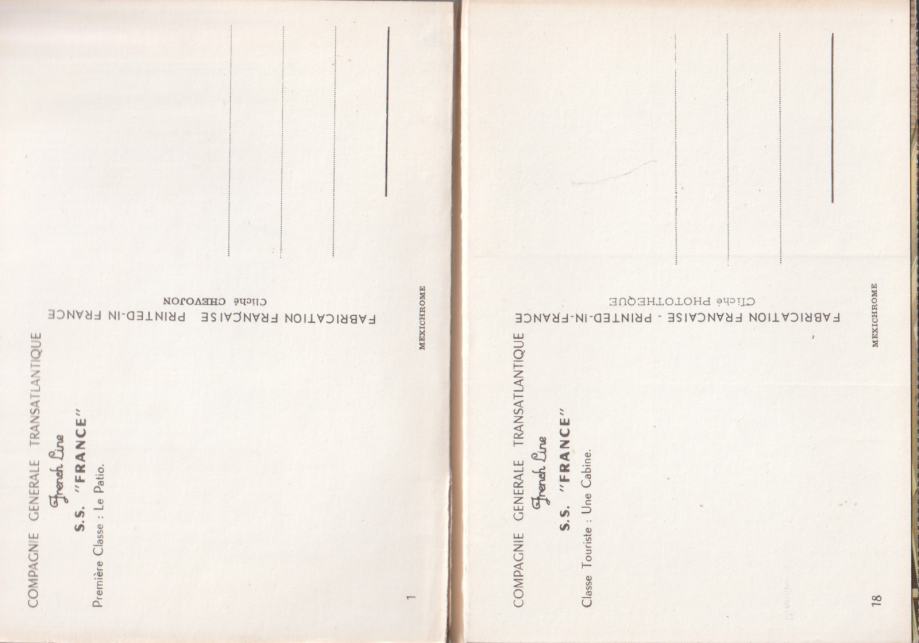 COMPAGNIE GENERALE TRANSATLANTIQUE
French Line
S.S. "FRANCE"
Première Classe : Le Patio.
FABRICATION FRANÇAISE PRINTED-IN FRANCE
Cliché CHEVOJON
MEXICHROME
1
COMPAGNIE GENERALE TRANSATLANTIQUE
French Line
S.S. "FRANCE"
Classe Touriste : Une Cabine.
FABRICATION FRANÇAISE - PRINTED-IN-FRANCE
Cliché PHOTOTHEQUE
MEXICHROME
18